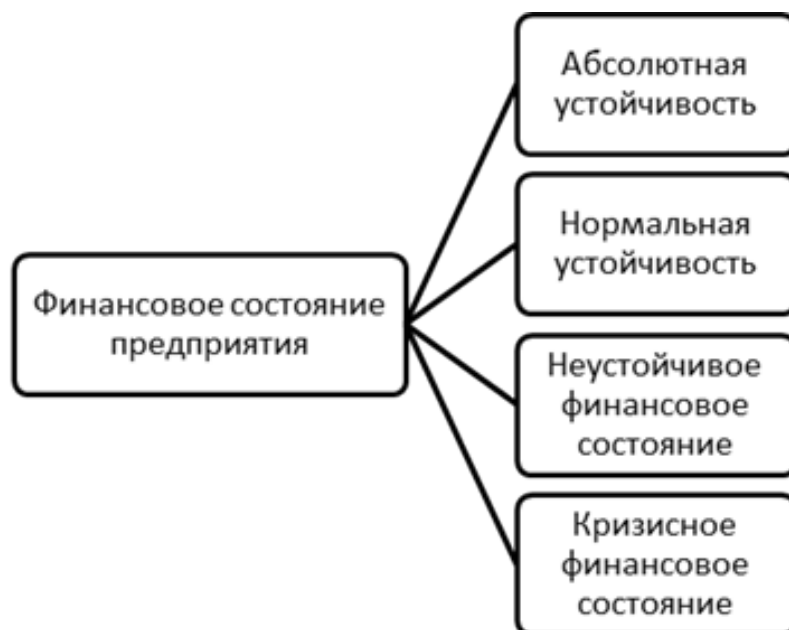 Финансовое состояние
предприятия
Абсолютная
устойчивость
Нормальная
устойчивость
Неустойчивое
финансовое
состояние
Кризисное
финансовое
состояние